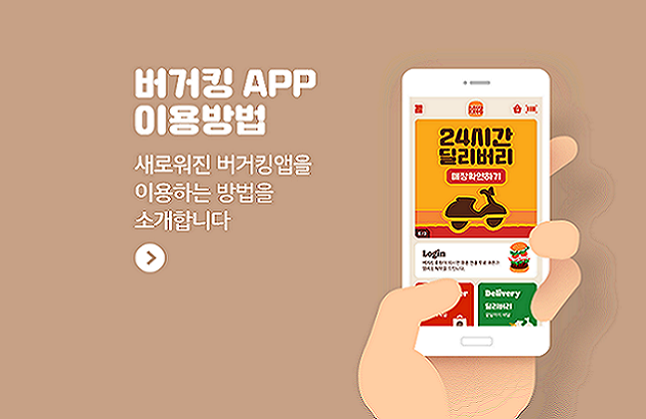 버거킹 APP
이용방법
새로워진 버거킹앱을
이용하는 방법을
소개합니다
24시간
딜리버리
매장확인하기
Login
Delivery
딜리버리